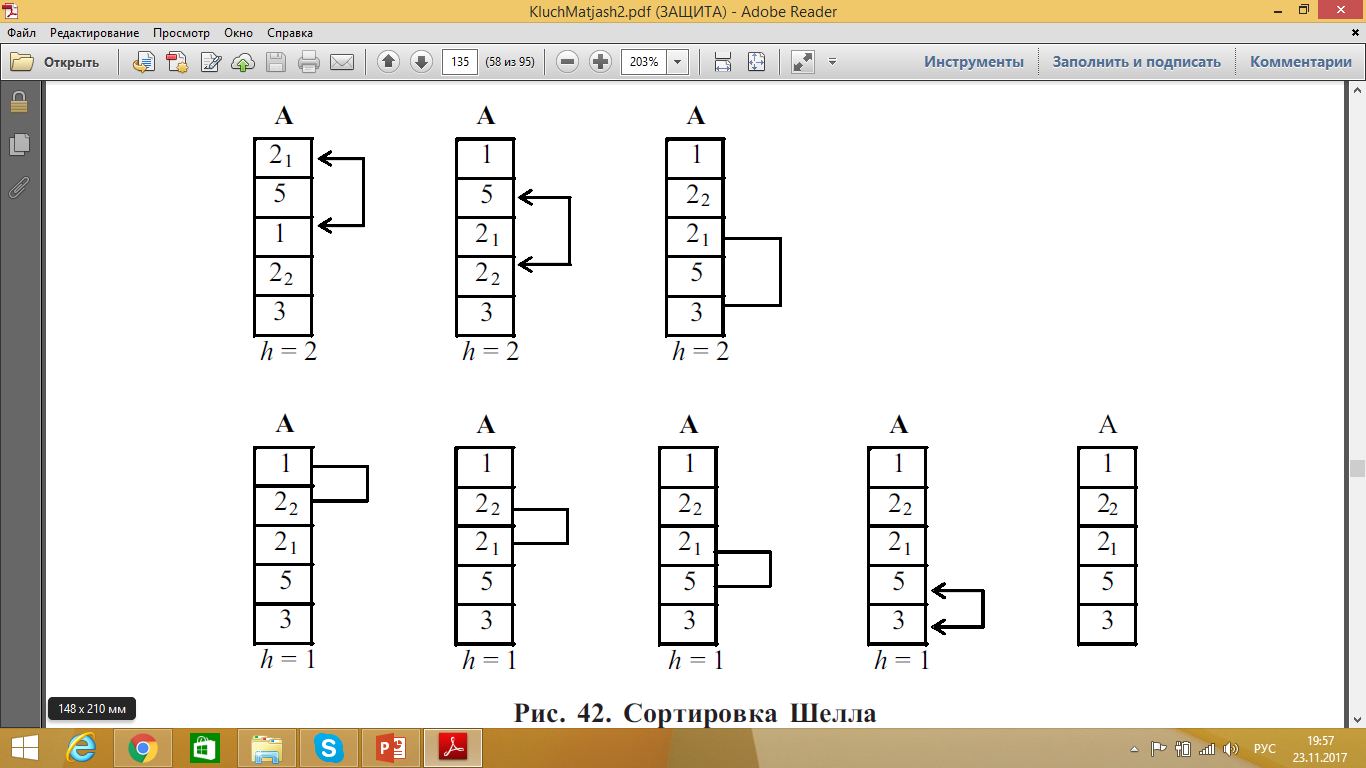 KluchMatjash2.pdf (ЗАЩИТА) - Adobe Reader
Файл Редактирование Просмотр Окно Справка
Открыть 135 (58 из 95) 203% Инструменты Заполнить и подписать Комментарии
A A A
2₁ 1 1
5 5 2₂
1 2₁ 2₁
2₂ 2₂ 5
3 3 3
h = 2 h = 2 h = 2
A A A A A
1 1 1 1 1
2₂ 2₂ 2₂ 2₂ 2₂
2₁ 2₁ 2₁ 2₁ 2₁
5 5 5 5 5
3 3 3 3 3
h = 1 h = 1 h = 1 h = 1
148 x 210 мм
Рис. 42. Сортировка Шелла
РУС 19:57
23.11.2017